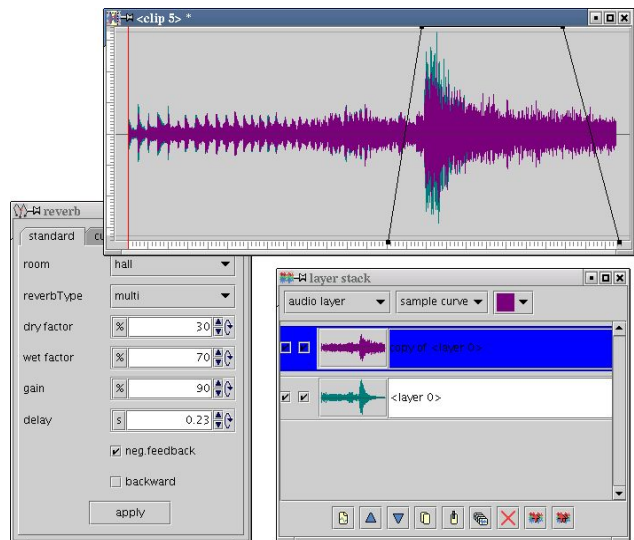 <clip 5> *
reverb
standard
room hall
reverbType multi
dry factor % 30
wet factor % 70
gain % 90
delay s 0.23
neg.feedback
backward
apply
layer stack
audio layer sample curve
copy of <layer 0>
<layer 0>